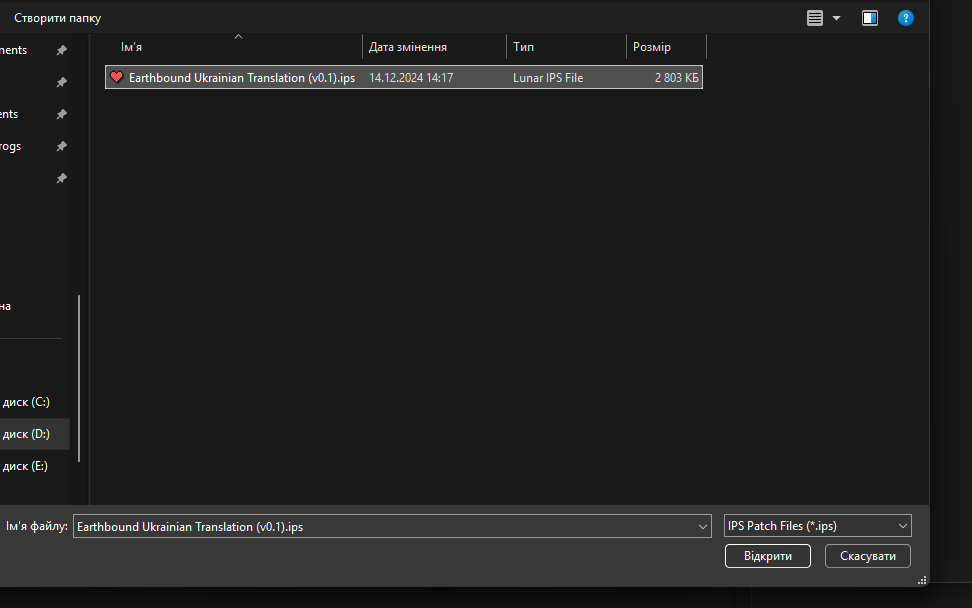 Створити папку
Ім'я Дата змінення Тип Розмір
ments
Earthbound Ukrainian Translation (v0.1).ips 14.12.2024 14:17 Lunar IPS File 2 803 КБ
ents
rogs
на
диск (C:)
диск (D:)
диск (E:)
Ім'я файлу: Earthbound Ukrainian Translation (v0.1).ips IPS Patch Files (*.ips)
Відкрити Скасувати